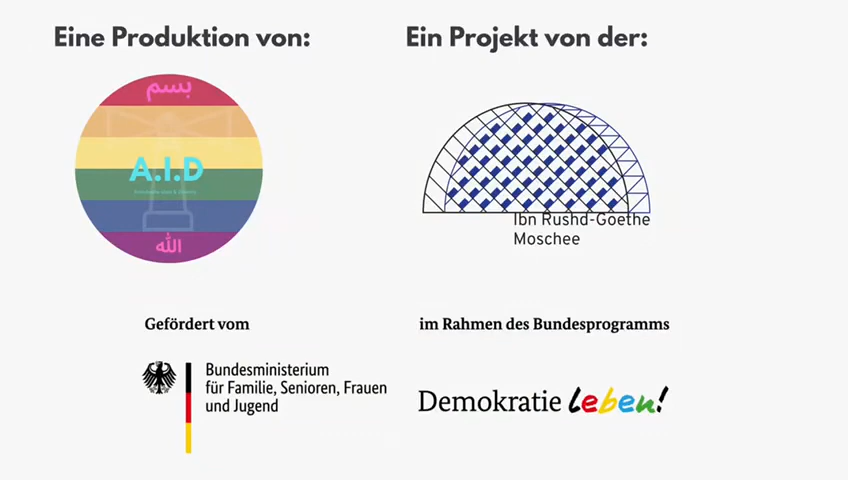 Eine Produktion von:
Ein Projekt von der:
بسم
A.I.D
الله
Ibn Rushd-Goethe
Moschee
Gefördert vom
im Rahmen des Bundesprogramms
Bundesministerium
für Familie, Senioren, Frauen
und Jugend
Demokratie leben!